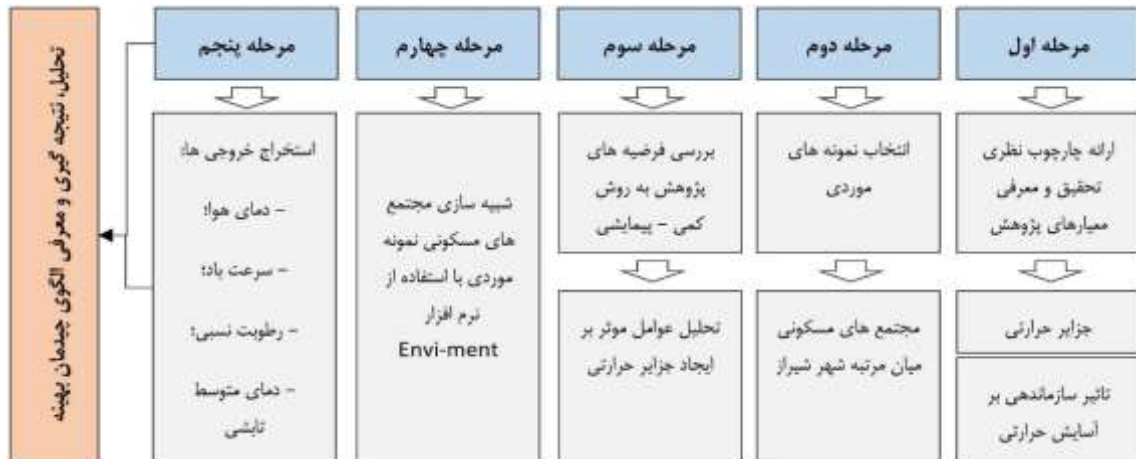 مرحله اول
ارائه چارچوب نظری
تحقیق و معرفی
معیارهای پژوهش
جزایر حرارتی
تاثیر سازماندهی بر
آسایش حرارتی
مرحله دوم
انتخاب نمونه های
موردی
مجتمع های مسکونی
میان مرتبه شهر شیراز
مرحله سوم
بررسی فرضیه های
پژوهش به روش
کمی - پیمایشی
تحلیل عوامل موثر بر
ایجاد جزایر حرارتی
مرحله چهارم
شبیه سازی مجتمع
های مسکونی نمونه
موردی با استفاده از
نرم افزار
Envi-ment
مرحله پنجم
استخراج خروجی ها:
- دمای هوا؛
- سرعت باد؛
- رطوبت نسبی؛
- دمای متوسط
تابشی
تحلیل، نتیجه گیری و معرفی الگوی چیدمان بهینه